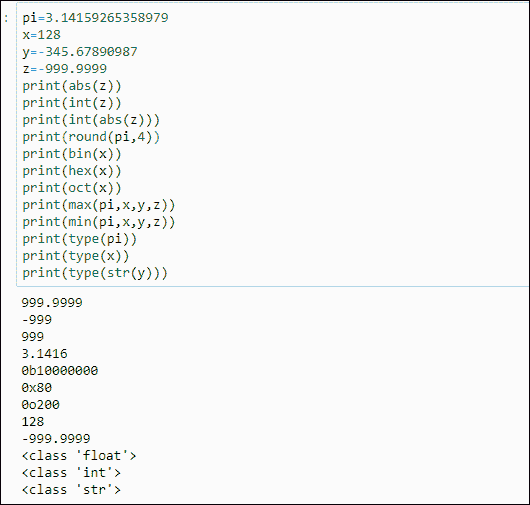 : pi=3.14159265358979
x=128
y=-345.67890987
z=-999.9999
print(abs(z))
print(int(z))
print(int(abs(z)))
print(round(pi,4))
print(bin(x))
print(hex(x))
print(oct(x))
print(max(pi,x,y,z))
print(min(pi,x,y,z))
print(type(pi))
print(type(x))
print(type(str(y)))
999.9999
-999
999
3.1416
0b10000000
0x80
0o200
128
-999.9999
<class 'float'>
<class 'int'>
<class 'str'>